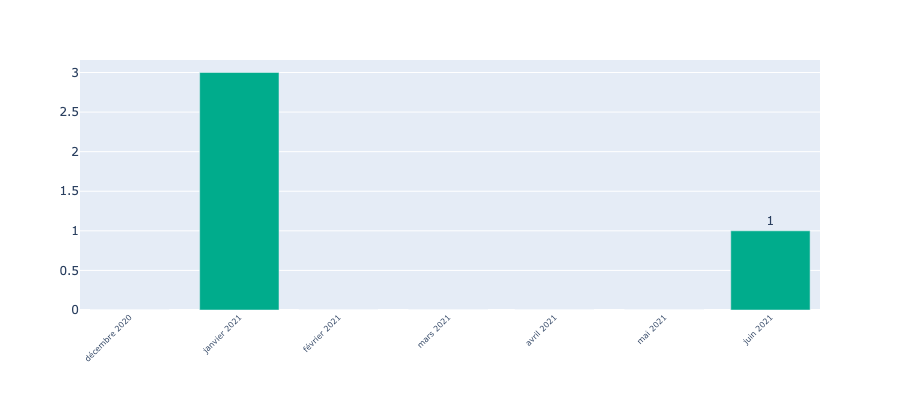 3
2.5
2
1.5
1
0.5
0
1
décembre 2020
janvier 2021
février 2021
mars 2021
avril 2021
mai 2021
juin 2021